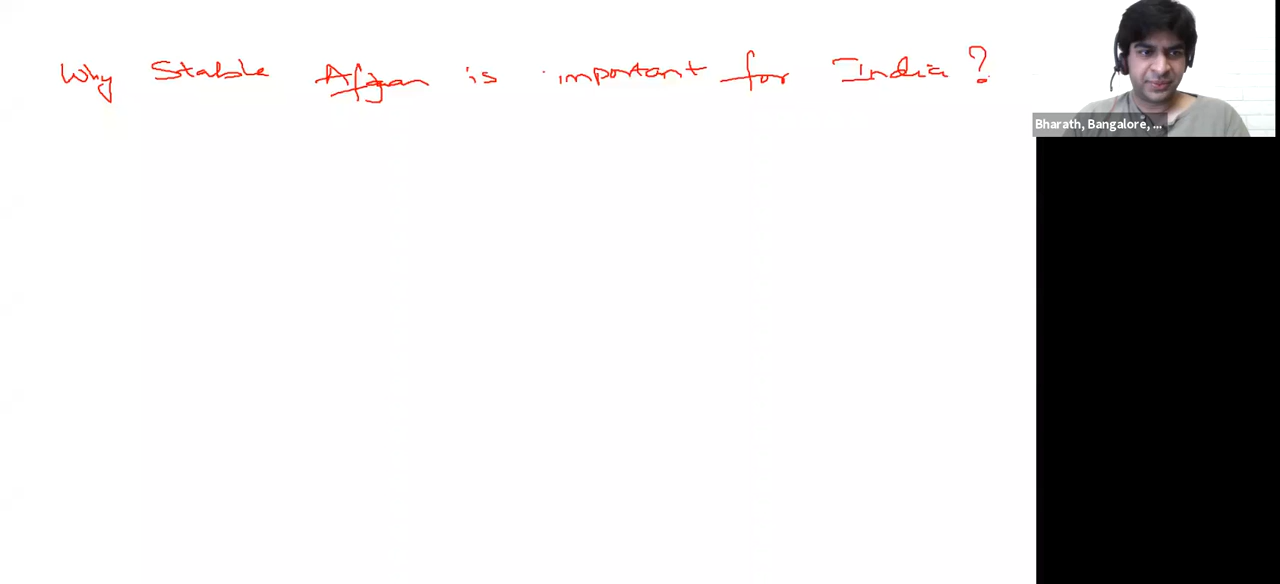 Why Stable Afgan is important for India?
Bharath, Bangalore, ...